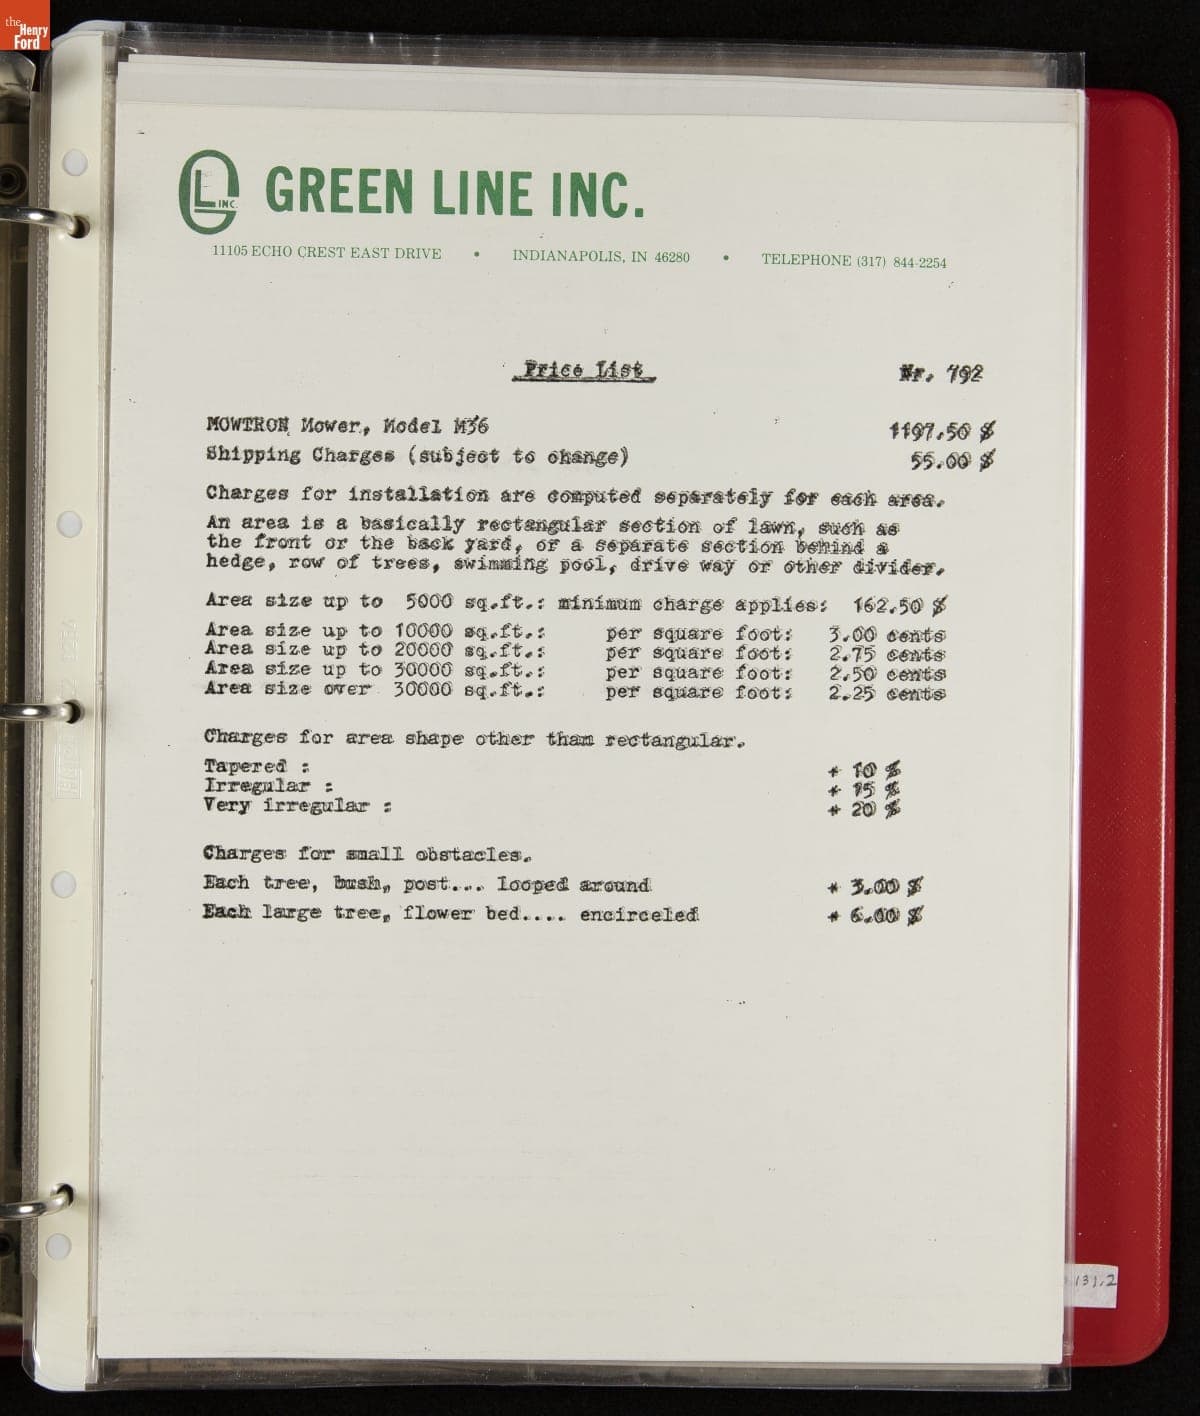 the
Henry
Ford
GL INC.
GREEN LINE INC.
11105 ECHO CREST EAST DRIVE • INDIANAPOLIS, IN 46280 • TELEPHONE (317) 844-2254
Price List Nr. 792
MOWTRON Mower, Model M36 1197.50 $
Shipping Charges (subject to change) 55.00 $
Charges for installation are computed separately for each area.
An area is a basically rectangular section of lawn, such as
the front or the back yard, or a separate section behind a
hedge, row of trees, swimming pool, drive way or other divider.
Area size up to 5000 sq.ft.: minimum charge applies: 162.50 $
Area size up to 10000 sq.ft.: per square foot: 3.00 cents
Area size up to 20000 sq.ft.: per square foot: 2.75 cents
Area size up to 30000 sq.ft.: per square foot: 2.50 cents
Area size over 30000 sq.ft.: per square foot: 2.25 cents
Charges for area shape other than rectangular.
Tapered : + 10 %
Irregular : + 15 %
Very irregular : + 20 %
Charges for small obstacles.
Each tree, bush, post... looped around + 3.00 $
Each large tree, flower bed.... encirceled + 6.00 $
131.2